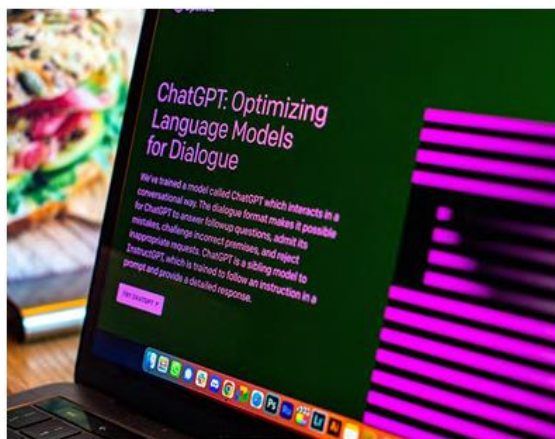 ChatGPT: Optimizing
Language Models
for Dialogue
We've trained a model called ChatGPT which interacts in a
conversational way. The dialogue format makes it possible
for ChatGPT to answer followup questions, admit its
mistakes, challenge incorrect premises, and reject
inappropriate requests. ChatGPT is a sibling model to
InstructGPT, which is trained to follow an instruction in a
prompt and provide a detailed response.
TRY CHATGPT ↗
Ps
Lr
Ai